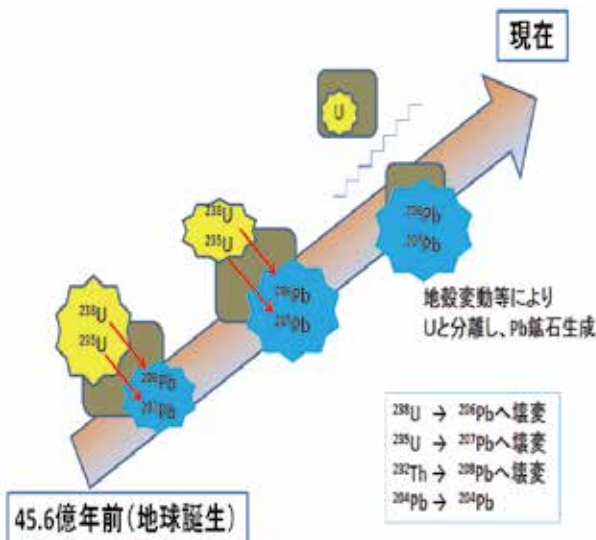 現在
U
²³⁸U
²³⁵U
²⁰⁶Pb
²⁰⁷Pb
²⁰⁶Pb
²⁰⁷Pb
地殻変動等により
Uと分離し、Pb鉱石生成
²³⁸U
²³⁵U
²⁰⁶Pb
²⁰⁷Pb
²³⁸U → ²⁰⁶Pbへ壊変
²³⁵U → ²⁰⁷Pbへ壊変
²³²Th → ²⁰⁸Pbへ壊変
²⁰⁴Pb → ²⁰⁴Pb
45.6億年前(地球誕生)